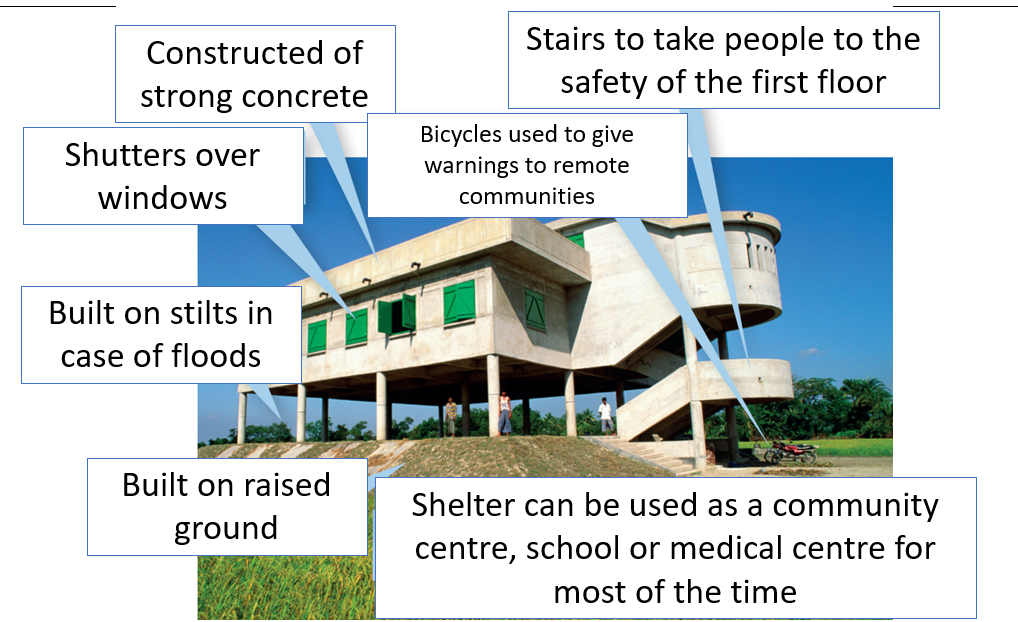 Constructed of
strong concrete
Stairs to take people to the
safety of the first floor
Bicycles used to give
warnings to remote
communities
Shutters over
windows
Built on stilts in
case of floods
Built on raised
ground
Shelter can be used as a community
centre, school or medical centre for
most of the time